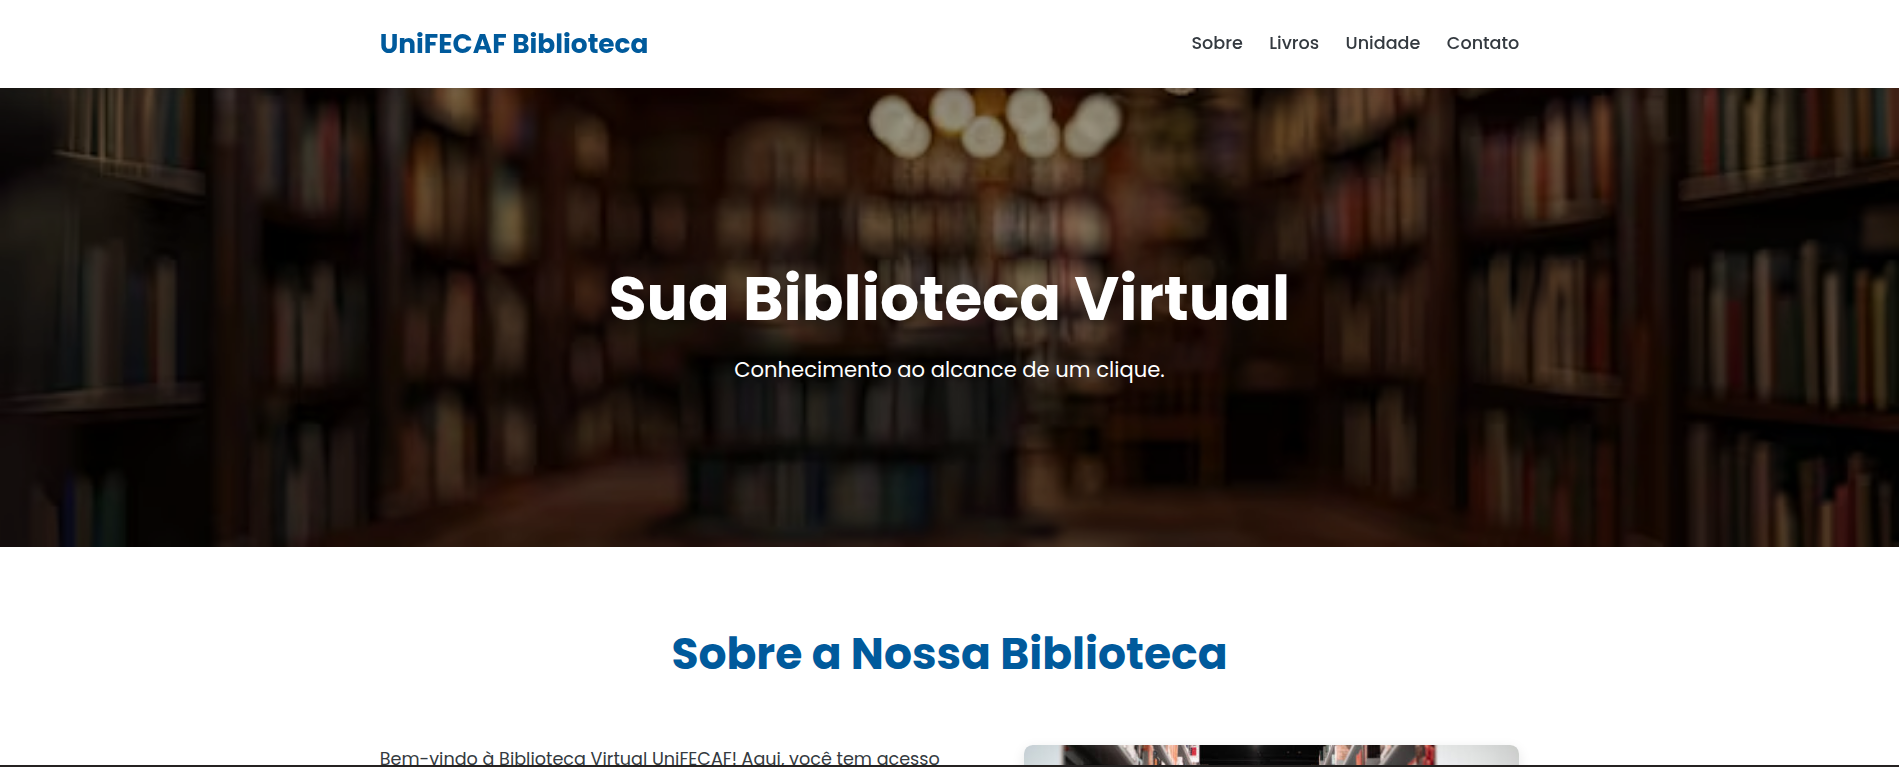 UniFECAF Biblioteca
Sobre Livros Unidade Contato
Sua Biblioteca Virtual
Conhecimento ao alcance de um clique.
Sobre a Nossa Biblioteca
Bem-vindo à Biblioteca Virtual UniFECAF! Aqui, você tem acesso